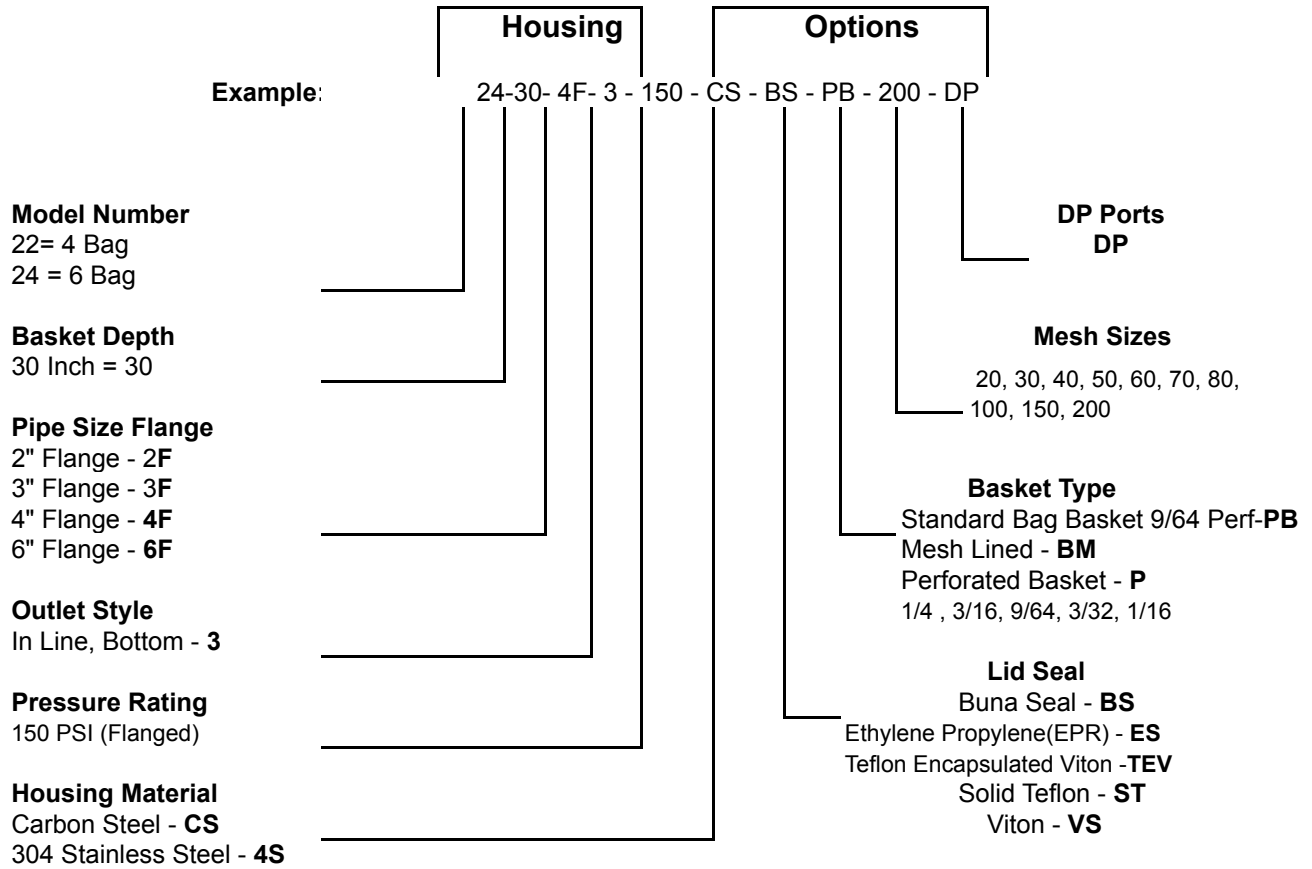 Housing
Options
Example:
24-30- 4F- 3 - 150 - CS - BS - PB - 200 - DP
Model Number
22= 4 Bag
24 = 6 Bag
Basket Depth
30 Inch = 30
Pipe Size Flange
2" Flange - 2F
3" Flange - 3F
4" Flange - 4F
6" Flange - 6F
Outlet Style
In Line, Bottom - 3
Pressure Rating
150 PSI (Flanged)
Housing Material
Carbon Steel - CS
304 Stainless Steel - 4S
DP Ports
DP
Mesh Sizes
20, 30, 40, 50, 60, 70, 80,
100, 150, 200
Basket Type
Standard Bag Basket 9/64 Perf-PB
Mesh Lined - BM
Perforated Basket - P
1/4 , 3/16, 9/64, 3/32, 1/16
Lid Seal
Buna Seal - BS
Ethylene Propylene(EPR) - ES
Teflon Encapsulated Viton -TEV
Solid Teflon - ST
Viton - VS